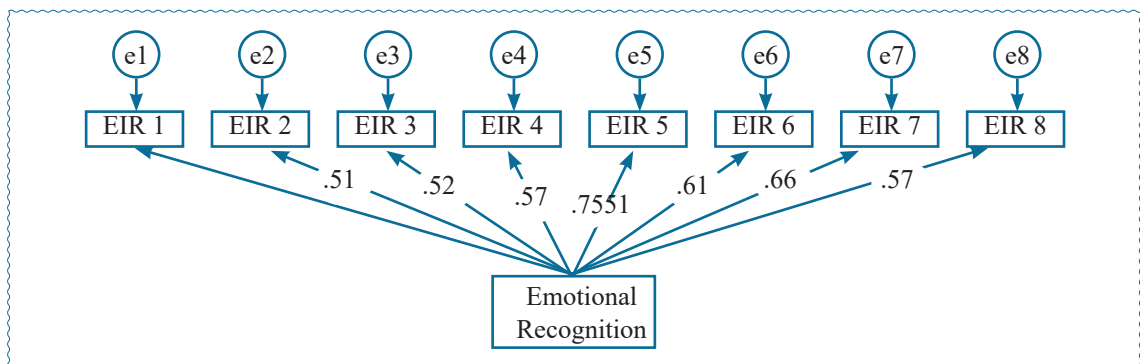 e1 e2 e3 e4 e5 e6 e7 e8
EIR 1 EIR 2 EIR 3 EIR 4 EIR 5 EIR 6 EIR 7 EIR 8
.51 .52 .57 .7551 .61 .66 .57
Emotional
Recognition